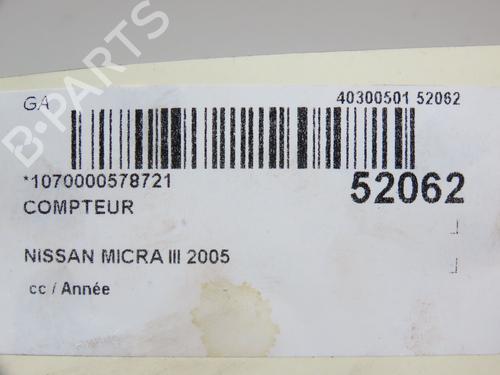 B-PARTS
GA 40300501 52062
*1070000578721 52062
COMPTEUR
NISSAN MICRA III 2005
cc / Année